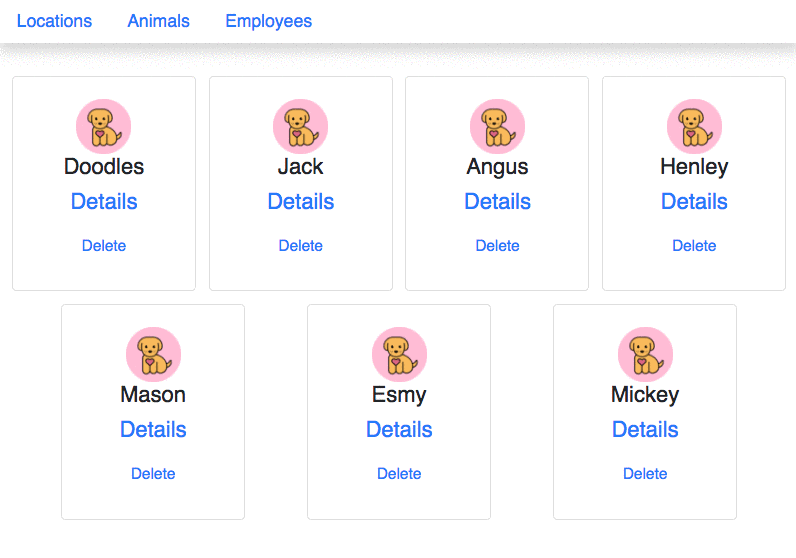 Locations Animals Employees
Doodles Jack Angus Henley
Details Details Details Details
Delete Delete Delete Delete
Mason Esmy Mickey
Details Details Details
Delete Delete Delete